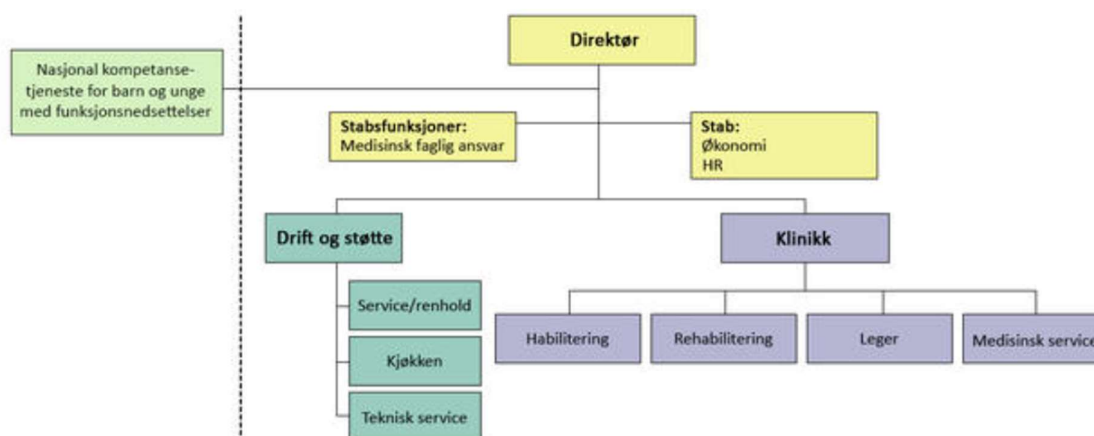 Direktør
Nasjonal kompetanse-
tjeneste for barn og unge
med funksjonsnedsettelser
Stabsfunksjoner:
Medisinsk faglig ansvar
Stab:
Økonomi
HR
Drift og støtte
Klinikk
Service/renhold
Kjøkken
Teknisk service
Habilitering
Rehabilitering
Leger
Medisinsk service